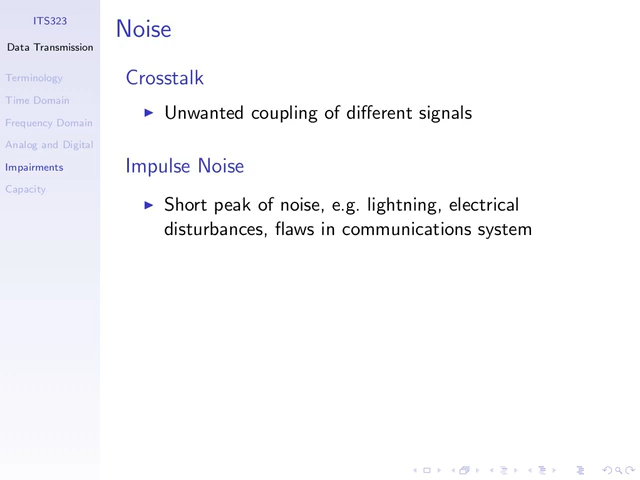 ITS323
Data Transmission
Terminology
Time Domain
Frequency Domain
Analog and Digital
Impairments
Capacity
Noise
Crosstalk
► Unwanted coupling of different signals
Impulse Noise
► Short peak of noise, e.g. lightning, electrical
disturbances, flaws in communications system